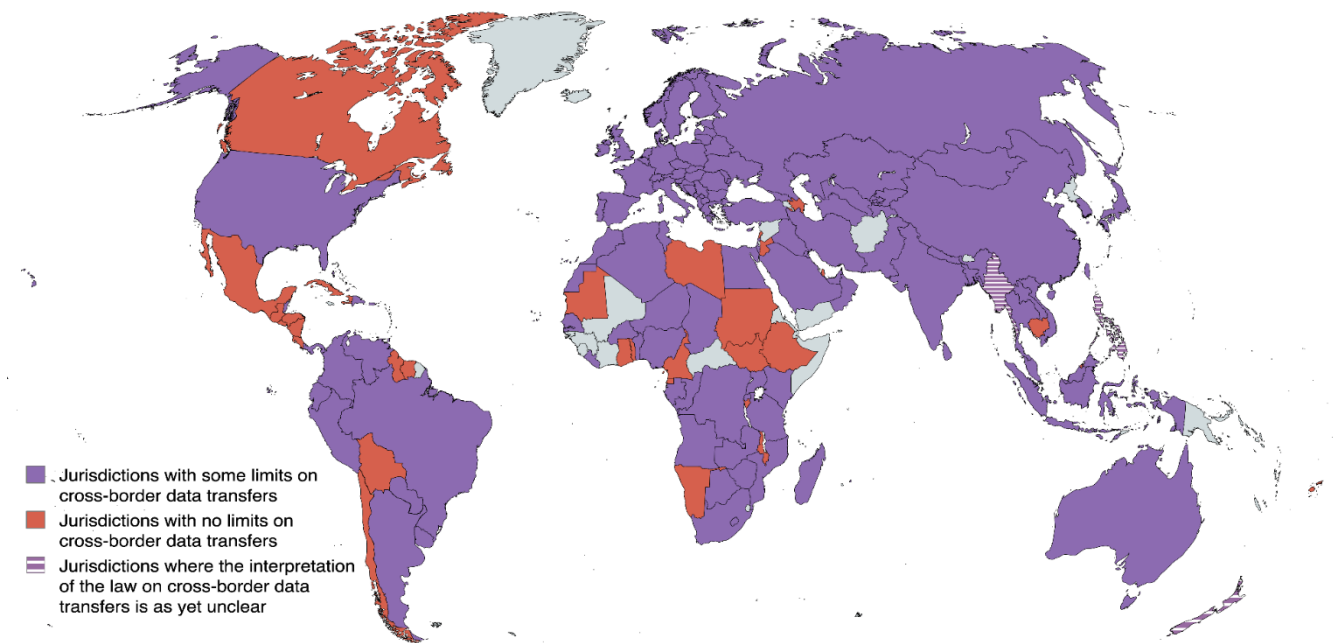 Jurisdictions with some limits on
cross-border data transfers
Jurisdictions with no limits on
cross-border data transfers
Jurisdictions where the interpretation
of the law on cross-border data
transfers is as yet unclear